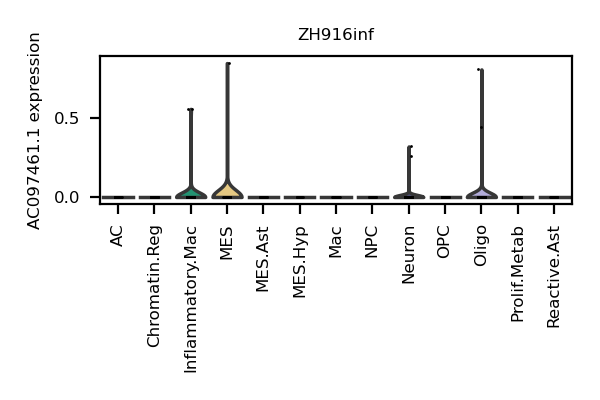 ZH916inf
AC097461.1 expression
0.5
0.0
AC
Chromatin.Reg
Inflammatory.Mac
MES
MES.Ast
MES.Hyp
Mac
NPC
Neuron
OPC
Oligo
Prolif.Metab
Reactive.Ast